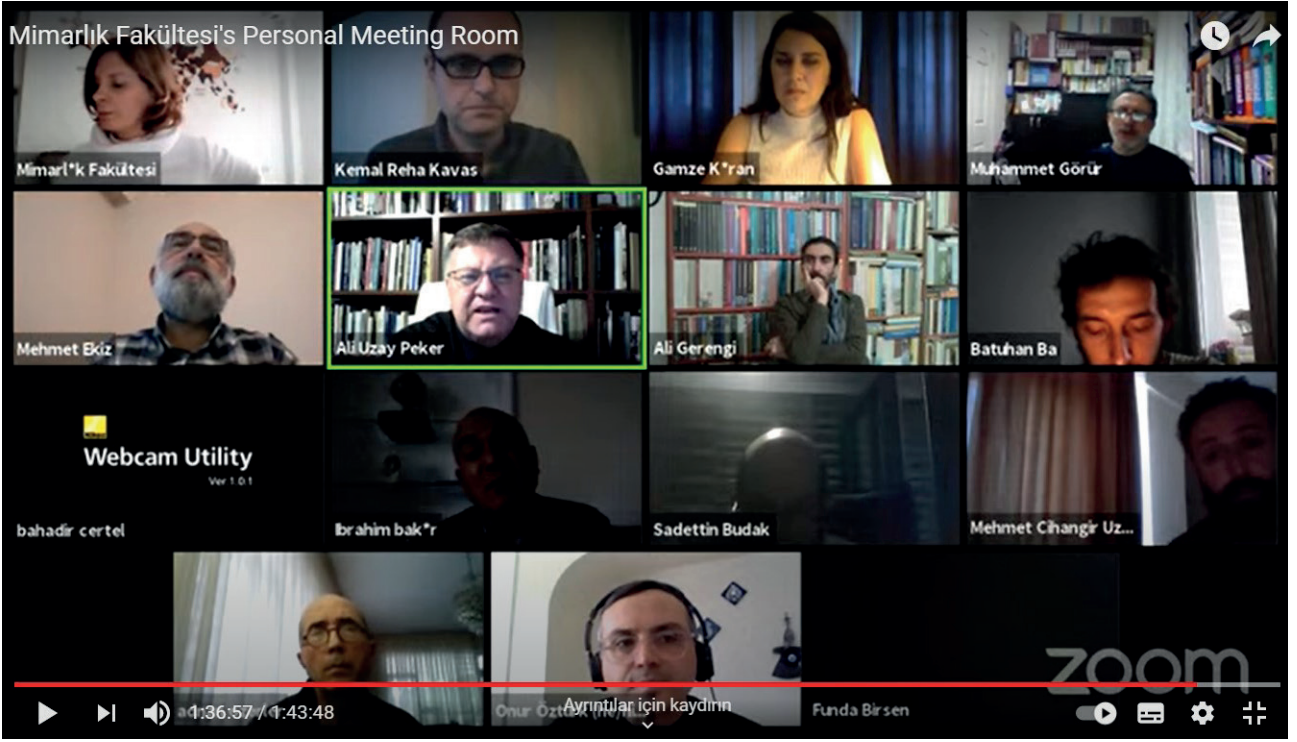 Mimarlık Fakültesi's Personal Meeting Room
Mimarl*k Fakültesi
Kemal Reha Kavas
Gamze K*ran
Muhammet Görür
Mehmet Ekiz
Ali Uzay Peker
Ali Gerengi
Batuhan Ba
Nikon
Webcam Utility
Ver 1.0.1
bahadir certel
Ibrahim bak*r
Sadettin Budak
Mehmet Cihangir Uz...
zoom
1:36:57 / 1:43:48
Onur Öztürk
Ayrıntılar için kaydırın
Funda Birsen